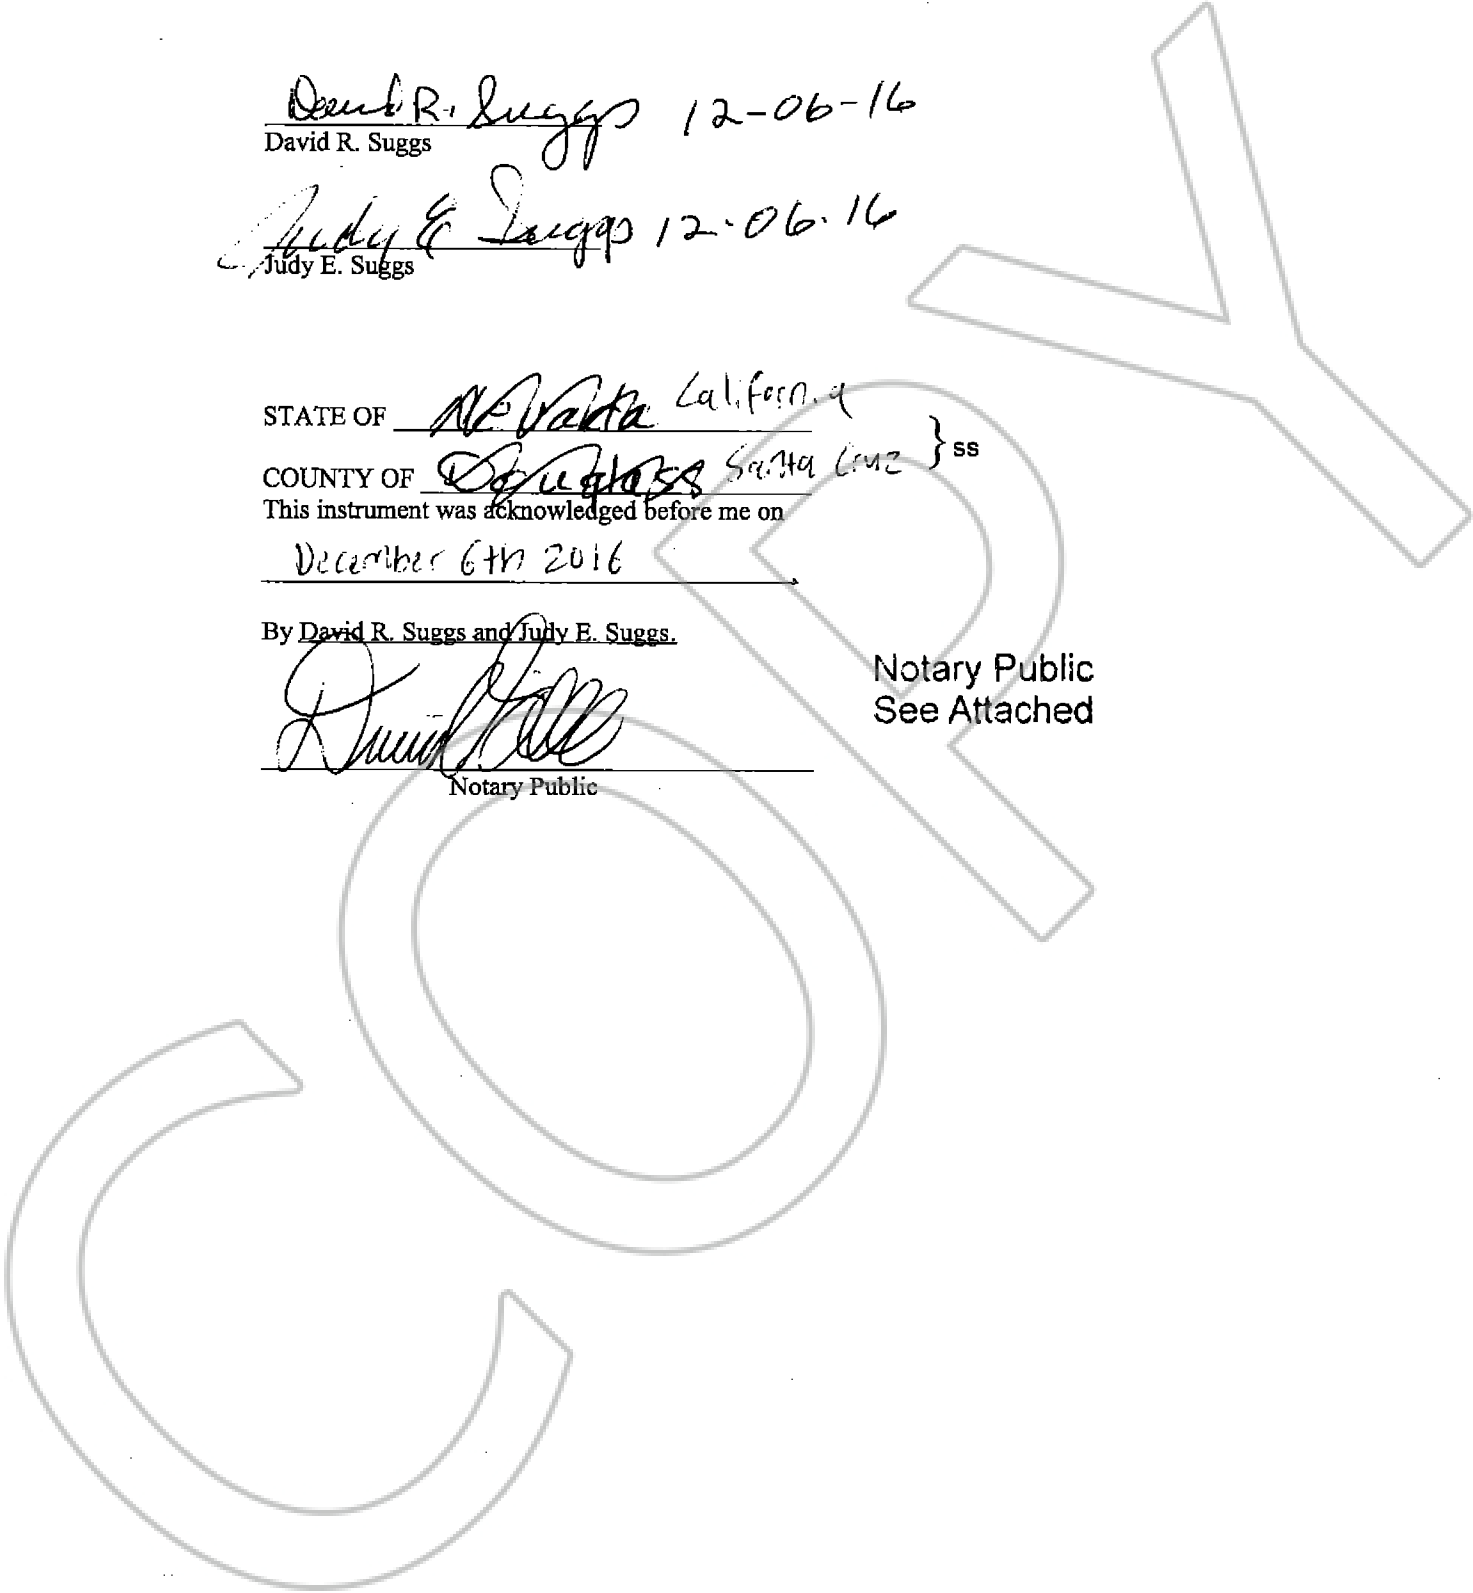 David R. Suggs 12-06-16
David R. Suggs
Judy E Suggs 12-06-16
Judy E. Suggs
STATE OF Nevada California
COUNTY OF Douglass Santa Cruz } ss
This instrument was acknowledged before me on
December 6th 2016
By David R. Suggs and Judy E. Suggs.
Notary Public
See Attached
Notary Public
COPY